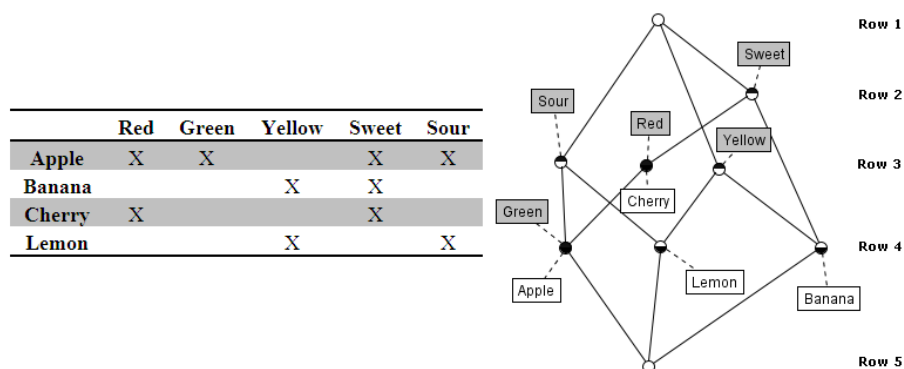 Red Green Yellow Sweet Sour
Apple X X X X
Banana X X
Cherry X X
Lemon X X
Row 1
Sweet
Row 2
Sour
Red
Yellow
Row 3
Cherry
Green
Row 4
Lemon
Apple
Banana
Row 5